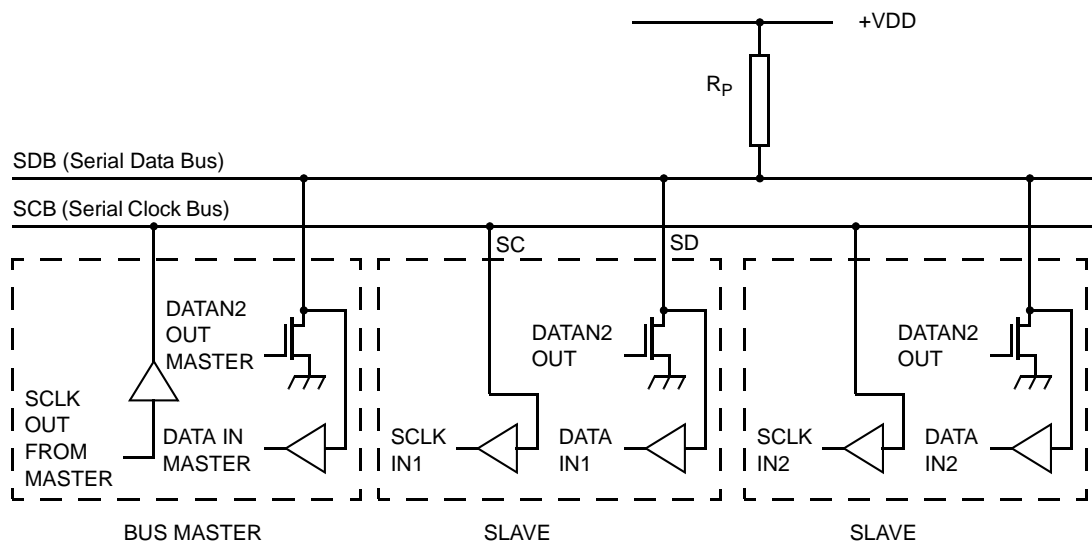 +VDD
RP
SDB (Serial Data Bus)
SCB (Serial Clock Bus)
SC
SD
DATAN2
OUT
MASTER
SCLK
OUT
FROM
MASTER
DATA IN
MASTER
DATAN2
OUT
SCLK
IN1
DATA
IN1
DATAN2
OUT
SCLK
IN2
DATA
IN2
BUS MASTER
SLAVE
SLAVE